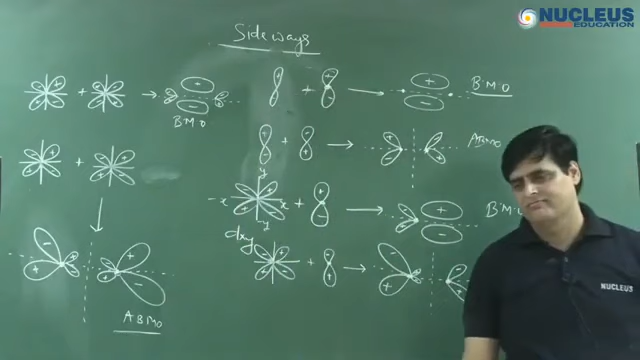 NUCLEUS
EDUCATION
Sideways
+ → BMO
+ → BMO
+ → ABMO
y
-x x + → BMO
y
dxy
+ →
+
ABMO
NUCLEUS